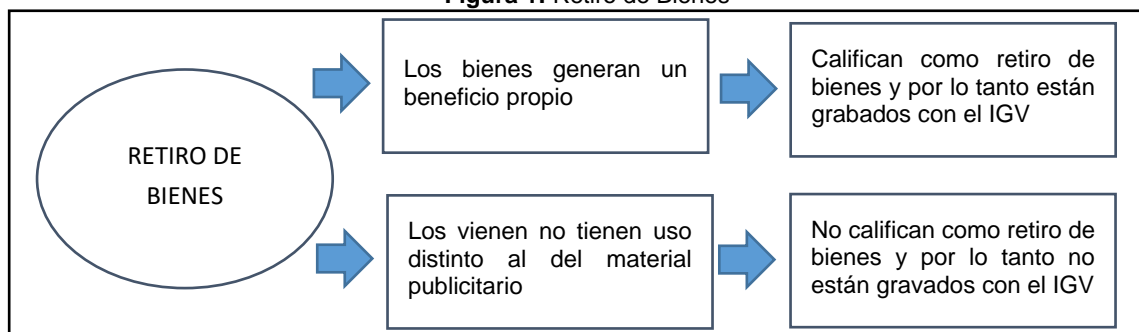 Figura 1. Retiro de Bienes
RETIRO DE
BIENES
Los bienes generan un
beneficio propio
Califican como retiro de
bienes y por lo tanto están
grabados con el IGV
Los vienen no tienen uso
distinto al del material
publicitario
No califican como retiro de
bienes y por lo tanto no
están gravados con el IGV